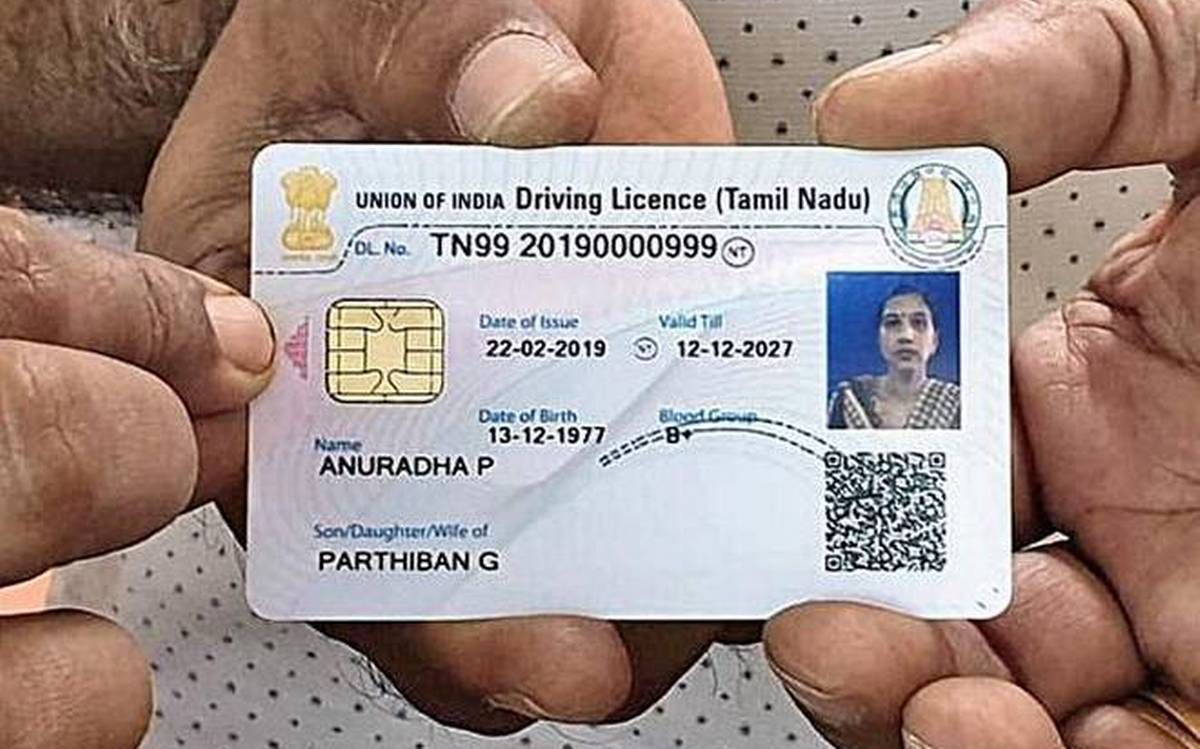 UNION OF INDIA Driving Licence (Tamil Nadu)
DL. No. TN99 20190000999 NT
Date of Issue Valid Till
22-02-2019 NT 12-12-2027
Date of Birth Blood Group
13-12-1977 B+
Name
ANURADHA P
Son/Daughter/Wife of
PARTHIBAN G